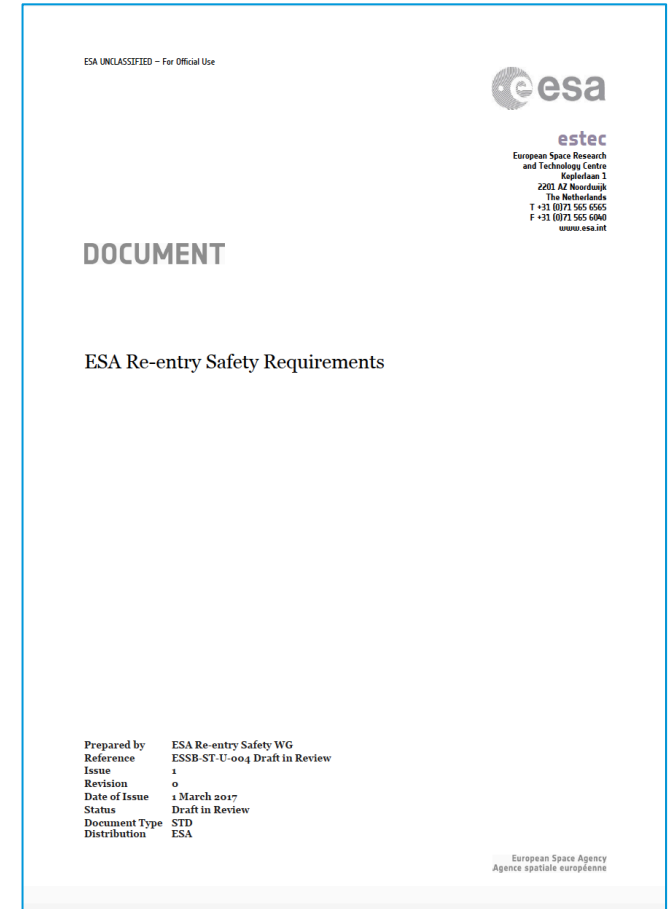 ESA UNCLASSIFIED – For Official Use
esa
estec
European Space Research
and Technology Centre
Keplerlaan 1
2201 AZ Noordwijk
The Netherlands
T +31 (0)71 565 6565
F +31 (0)71 565 6040
www.esa.int
DOCUMENT
ESA Re-entry Safety Requirements
Prepared by ESA Re-entry Safety WG
Reference ESSB-ST-U-004 Draft in Review
Issue 1
Revision 0
Date of Issue 1 March 2017
Status Draft in Review
Document Type STD
Distribution ESA
European Space Agency
Agence spatiale européenne